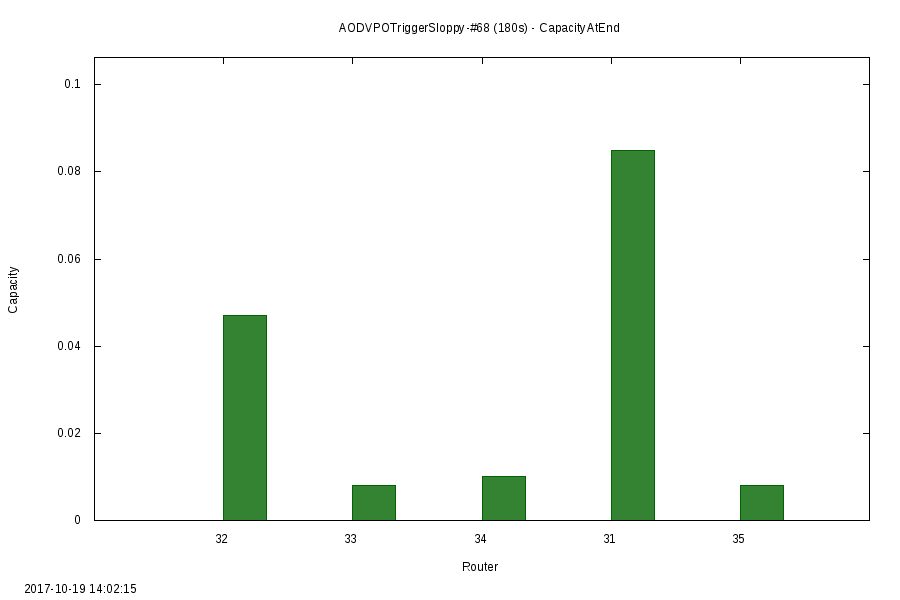 AODVPOTriggerSloppy-#68 (180s) - CapacityAtEnd
0.1
0.08
0.06
0.04
0.02
0
Capacity
32 33 34 31 35
Router
2017-10-19 14:02:15